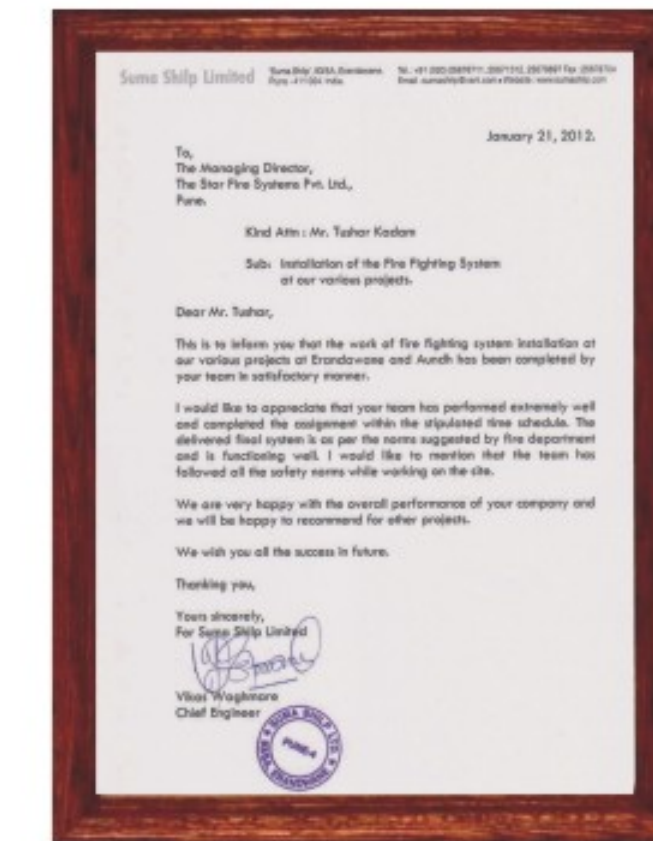 Suma Shilp Limited
Pune
January 21, 2012.
To,
The Managing Director,
The Star Fire Systems Pvt. Ltd.,
Pune.
Kind Attn : Mr. Tushar Kadam
Sub: Installation of the Fire Fighting System
at our various projects.
Dear Mr. Tushar,
This is to inform you that the work of fire fighting system installation at
our various projects at Erandawane and Aundh has been completed by
your team in satisfactory manner.
I would like to appreciate that your team has performed extremely well
and completed the assignment within the stipulated time schedule. The
delivered final system is as per the norms suggested by fire department
and is functioning well. I would like to mention that the team has
followed all the safety norms while working on the site.
We are very happy with the overall performance of your company and
we will be happy to recommend for other projects.
We wish you all the success in future.
Thanking you,
Yours sincerely,
For Suma Shilp Limited
Vikas Waghmare
Chief Engineer
SUMA SHILP LTD.
PUNE-4